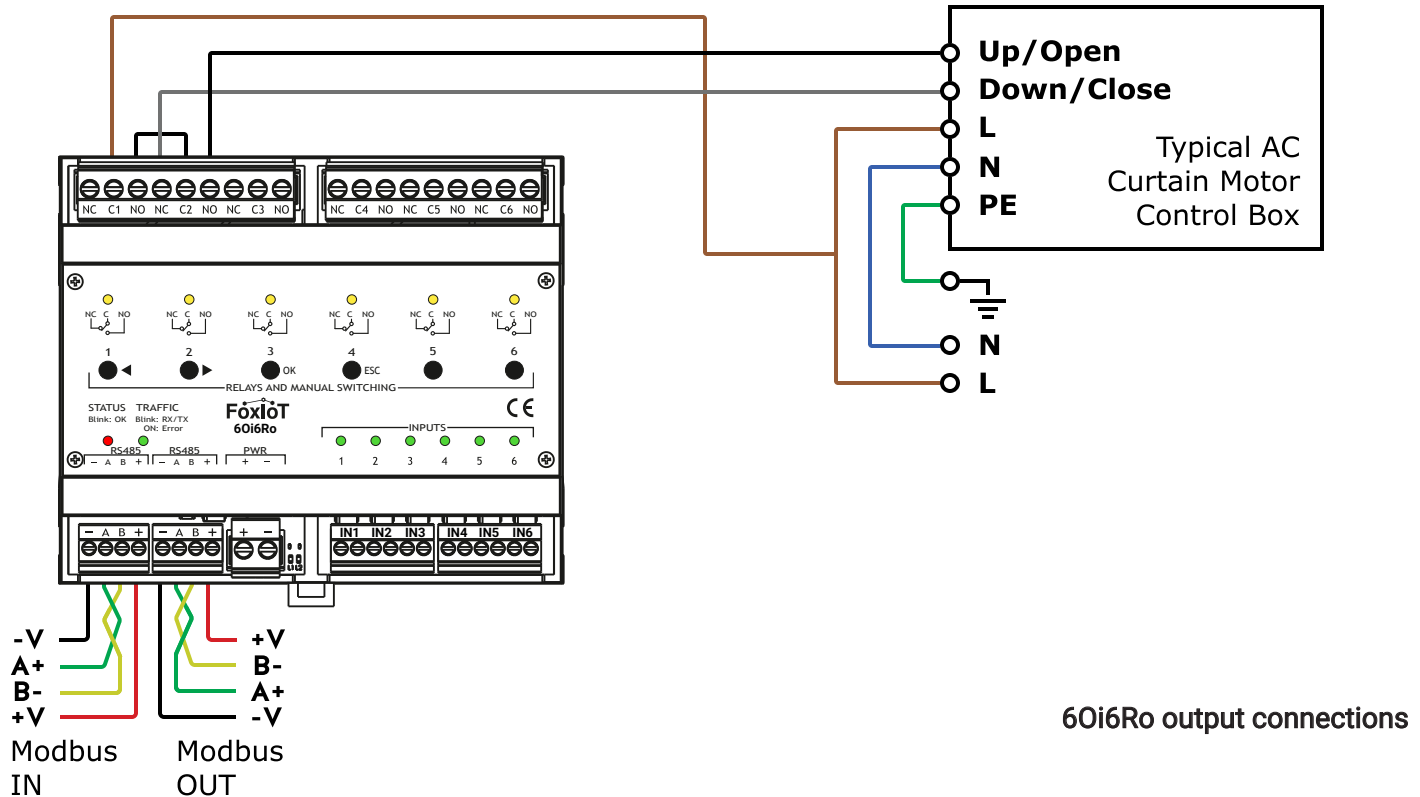 Up/Open
Down/Close
L
N
PE
Typical AC
Curtain Motor
Control Box
N
L
NC C1 NO NC C2 NO NC C3 NO
NC C4 NO NC C5 NO NC C6 NO
NC C NO NC C NO NC C NO NC C NO NC C NO NC C NO
1 2 3 4 5 6
OK ESC
RELAYS AND MANUAL SWITCHING
STATUS TRAFFIC
Blink: OK Blink: RX/TX
ON: Error
FoxIoT
6Oi6Ro
CE
INPUTS
RS485 RS485 PWR
- A B + - A B + + -
1 2 3 4 5 6
- A B + - A B + + -
IN1 IN2 IN3 IN4 IN5 IN6
L1 L2
-V
A+
B-
+V
+V
B-
A+
-V
Modbus
IN
Modbus
OUT
6Oi6Ro output connections